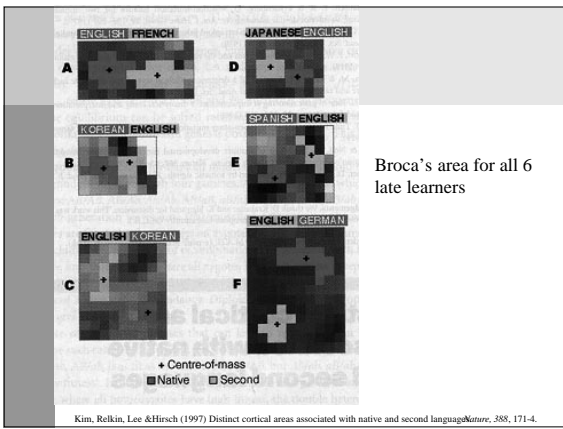 ENGLISH FRENCH
JAPANESE ENGLISH
A
D
KOREAN ENGLISH
SPANISH ENGLISH
B
E
Broca's area for all 6
late learners
ENGLISH KOREAN
ENGLISH GERMAN
C
F
+ Centre-of-mass
Native Second
Kim, Relkin, Lee &Hirsch (1997) Distinct cortical areas associated with native and second languages. Nature, 388, 171-4.